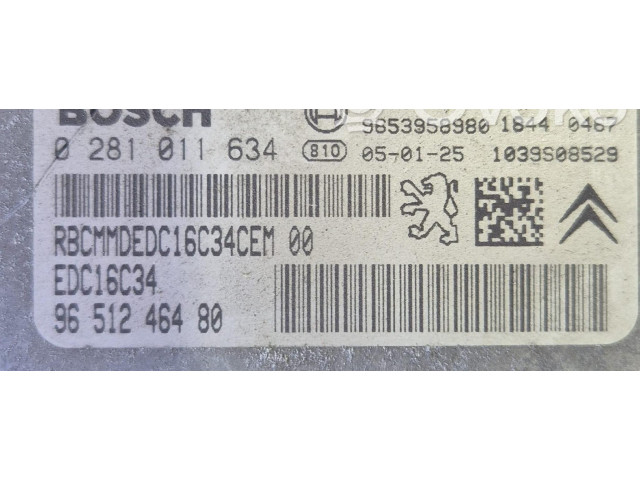 BOSCH
9653958980 1844 0467
0 281 011 634 810 05-01-25 1039S08529
RBCMMDEDC16C34CEM 00
EDC16C34
96 512 464 80